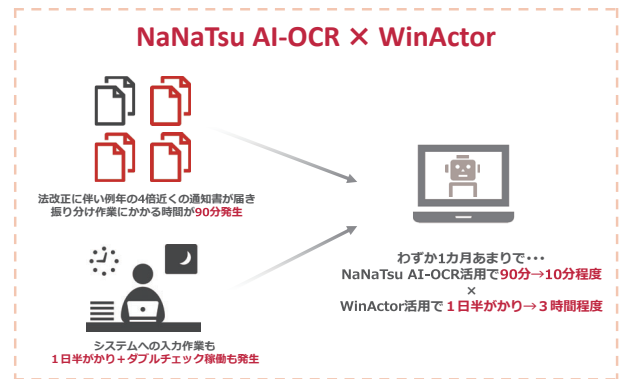 NaNaTsu AI-OCR × WinActor
法改正に伴い例年の4倍近くの通知書が届き
振り分け作業にかかる時間が90分発生
システムへの入力作業も
１日半がかり＋ダブルチェック稼働も発生
わずか1カ月あまりで・・・
NaNaTsu AI-OCR活用で90分→10分程度
×
WinActor活用で１日半がかり→３時間程度